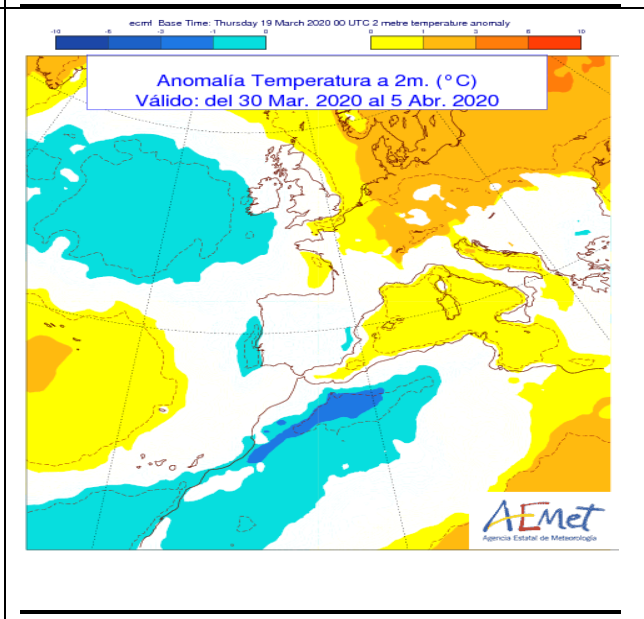 ecmf Base Time: Thursday 19 March 2020 00 UTC 2 metre temperature anomaly
-10 -6 -3 -1 0 0 1 3 6 10
Anomalía Temperatura a 2m. (°C)
Válido: del 30 Mar. 2020 al 5 Abr. 2020
AEMet
Agencia Estatal de Meteorología